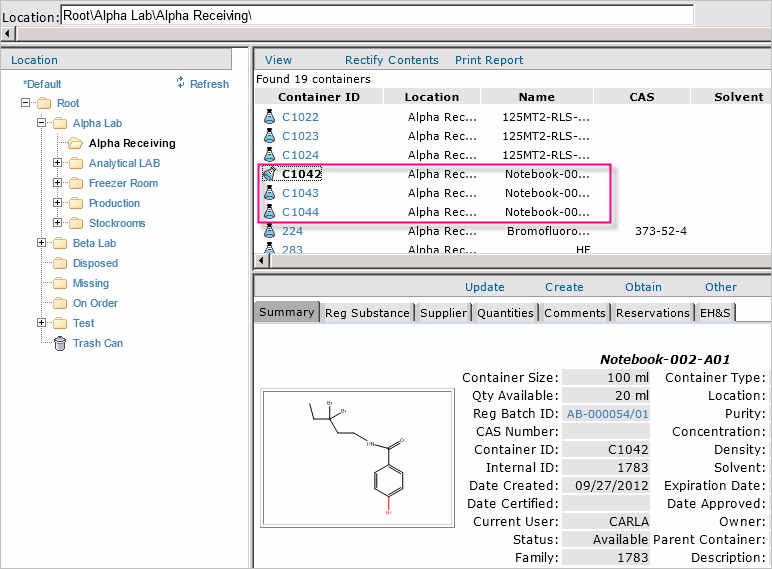 Location: Root\Alpha Lab\Alpha Receiving\
Location
*Default Refresh
Root
Alpha Lab
Alpha Receiving
Analytical LAB
Freezer Room
Production
Stockrooms
Beta Lab
Disposed
Missing
On Order
Test
Trash Can
View Rectify Contents Print Report
Found 19 containers
Container ID Location Name CAS Solvent
C1022 Alpha Rec... 125MT2-RLS-...
C1023 Alpha Rec... 125MT2-RLS-...
C1024 Alpha Rec... 125MT2-RLS-...
C1042 Alpha Rec... Notebook-00...
C1043 Alpha Rec... Notebook-00...
C1044 Alpha Rec... Notebook-00...
224 Alpha Rec... Bromofluoro... 373-52-4
283 Alpha Rec... HF
Update Create Obtain Other
Summary Reg Substance Supplier Quantities Comments Reservations EH&S
Notebook-002-A01
Container Size: 100 ml Container Type:
Qty Available: 20 ml Location:
Reg Batch ID: AB-000054/01 Purity:
CAS Number: Concentration:
Container ID: C1042 Density:
Internal ID: 1783 Solvent:
Date Created: 09/27/2012 Expiration Date:
Date Certified: Date Approved:
Current User: CARLA Owner:
Status: Available Parent Container:
Family: 1783 Description:
Br
Br
HN
O